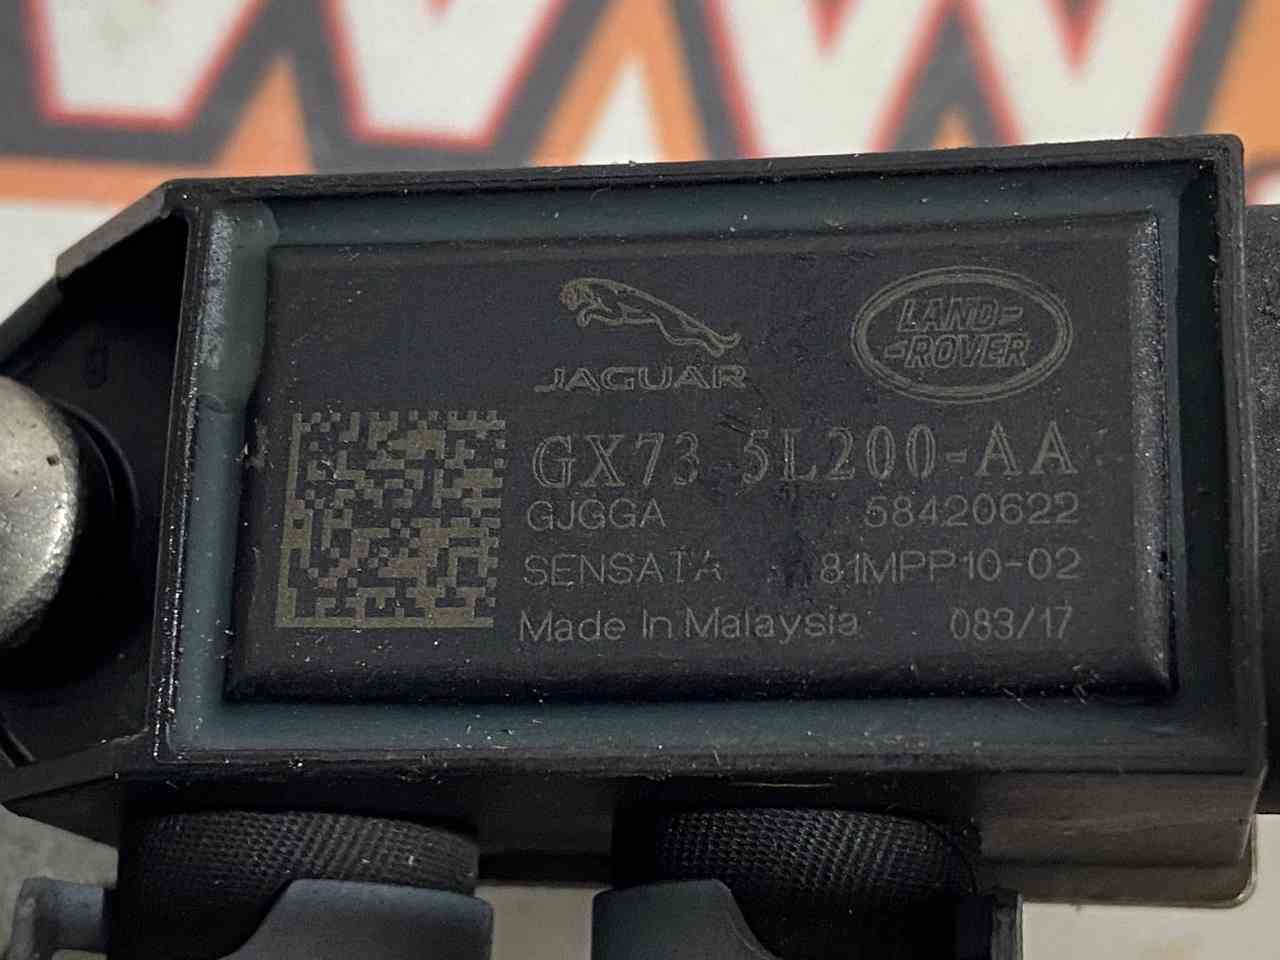 JAGUAR
LAND-
-ROVER
GX73 5L200-AA
GJGGA 58420622
SENSATA 81MPP10-02
Made In Malaysia 083/17